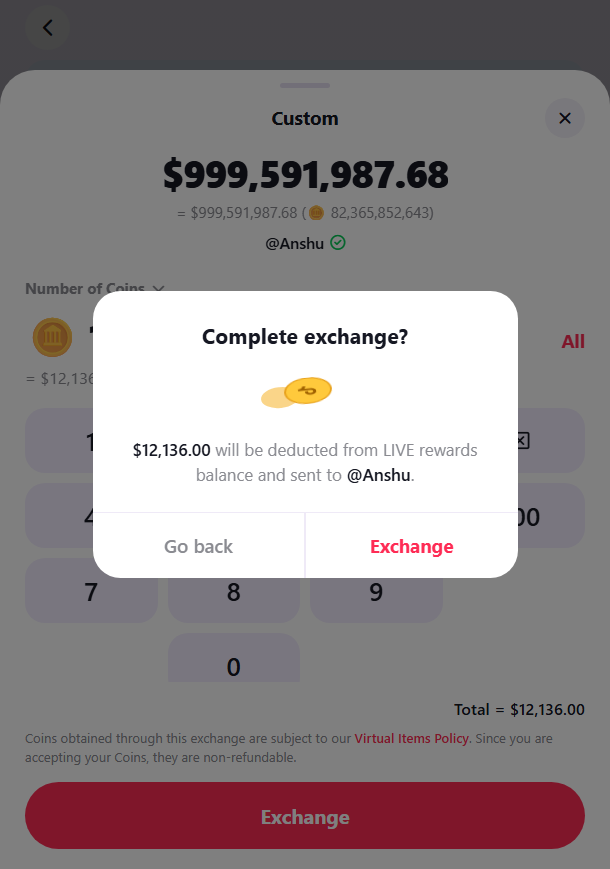 Custom
$999,591,987.68
= $999,591,987.68 ( 82,365,852,643)
@Anshu
Number of Coins
All
= $12,136
Complete exchange?
$12,136.00 will be deducted from LIVE rewards
balance and sent to @Anshu.
Go back
Exchange
1
4
00
7
8
9
0
Total = $12,136.00
Coins obtained through this exchange are subject to our Virtual Items Policy. Since you are
accepting your Coins, they are non-refundable.
Exchange